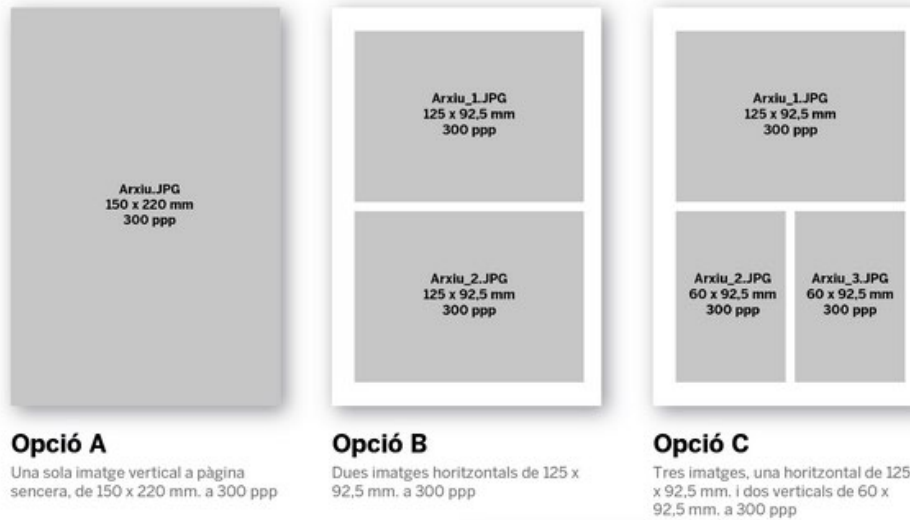 Arxiu.JPG
150 x 220 mm
300 ppp
Opció A
Una sola imatge vertical a pàgina
sencera, de 150 x 220 mm. a 300 ppp
Arxiu_1.JPG
125 x 92,5 mm
300 ppp
Arxiu_2.JPG
125 x 92,5 mm
300 ppp
Opció B
Dues imatges horitzontals de 125 x
92,5 mm. a 300 ppp
Arxiu_1.JPG
125 x 92,5 mm
300 ppp
Arxiu_2.JPG
60 x 92,5 mm
300 ppp
Arxiu_3.JPG
60 x 92,5 mm
300 ppp
Opció C
Tres imatges, una horitzontal de 125
x 92,5 mm. i dos verticals de 60 x
92,5 mm. a 300 ppp